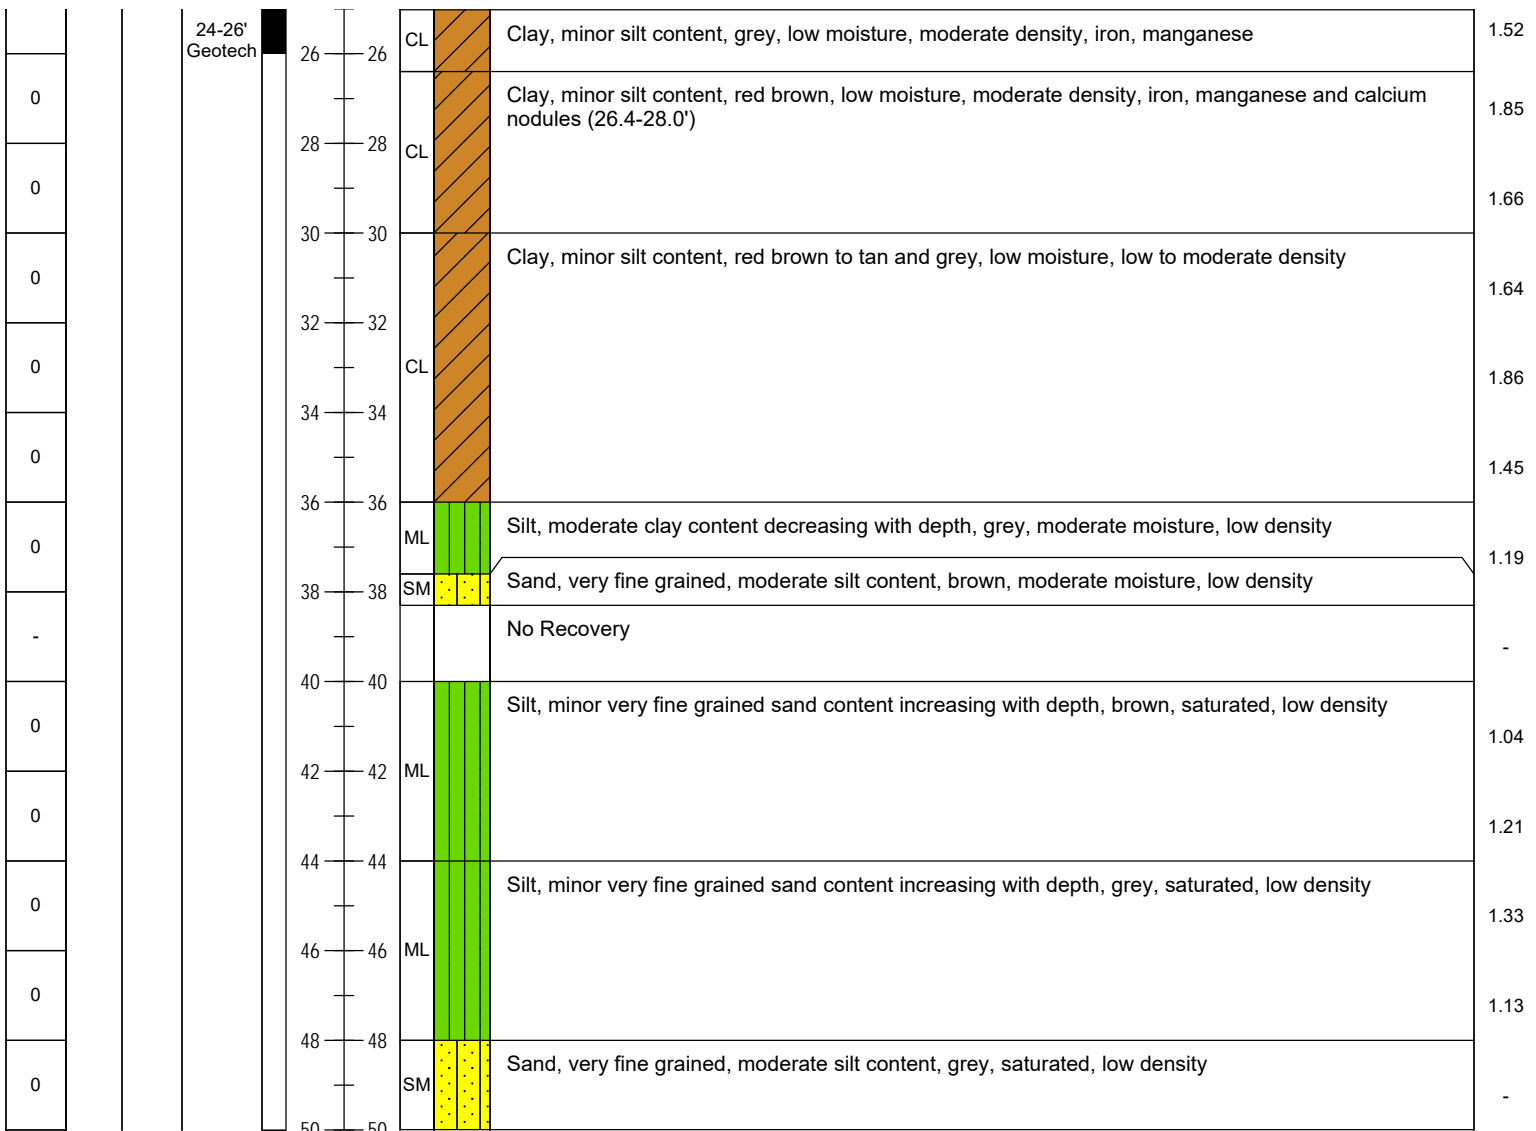 24-26'
Geotech
CL
Clay, minor silt content, grey, low moisture, moderate density, iron, manganese
1.52
26 26
0
Clay, minor silt content, red brown, low moisture, moderate density, iron, manganese and calcium
nodules (26.4-28.0')
1.85
28 28
CL
0
1.66
30 30
Clay, minor silt content, red brown to tan and grey, low moisture, low to moderate density
0
1.64
32 32
0
CL
1.86
34 34
0
1.45
36 36
Silt, moderate clay content decreasing with depth, grey, moderate moisture, low density
ML
0
1.19
Sand, very fine grained, moderate silt content, brown, moderate moisture, low density
38 38
SM
No Recovery
-
-
40 40
Silt, minor very fine grained sand content increasing with depth, brown, saturated, low density
0
1.04
42 42
ML
0
1.21
44 44
Silt, minor very fine grained sand content increasing with depth, grey, saturated, low density
0
1.33
46 46
ML
0
1.13
48 48
Sand, very fine grained, moderate silt content, grey, saturated, low density
0
SM
-
50 50